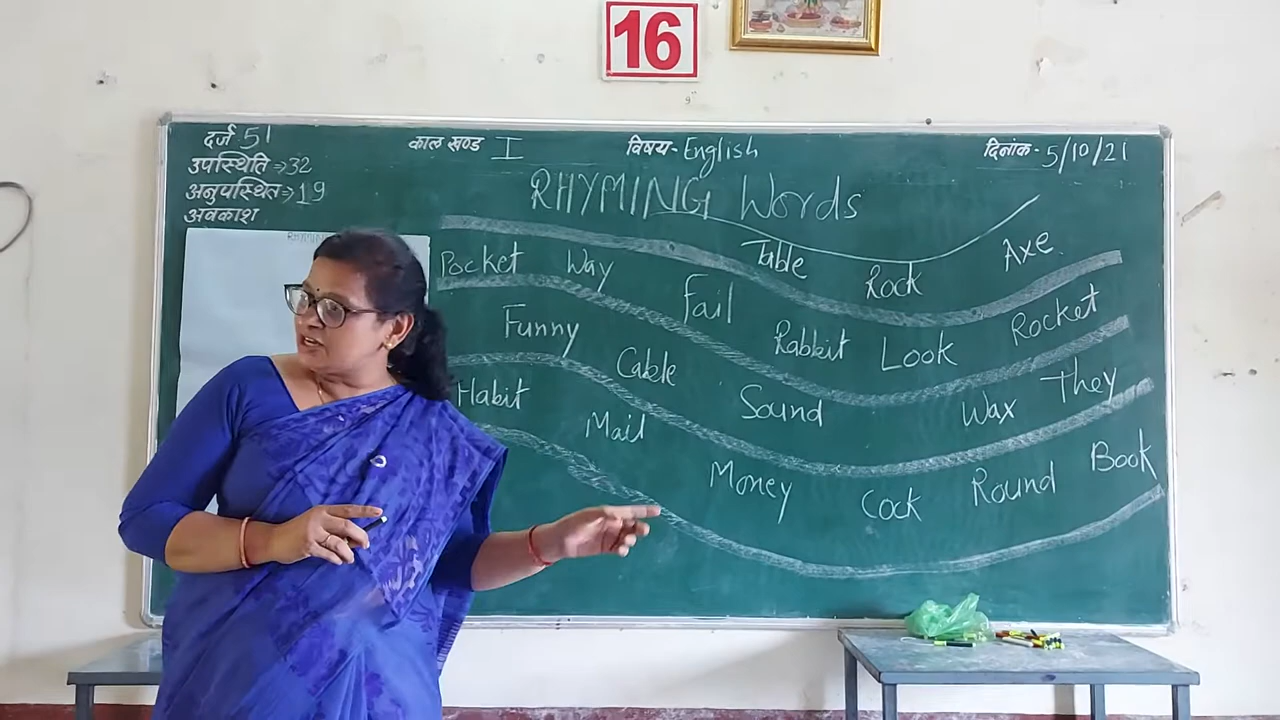 16
दर्ज 51 काल खण्ड I विषय- English दिनांक- 5/10/21
उपस्थिति → 32
अनुपस्थित → 19
अवकाश
RHYMING Words
RHYMING
Pocket Way Fail Table Rock Axe
Funny Cable Rabbit Look Rocket
Habit Mail Sound Wax They
Money Cock Round Book